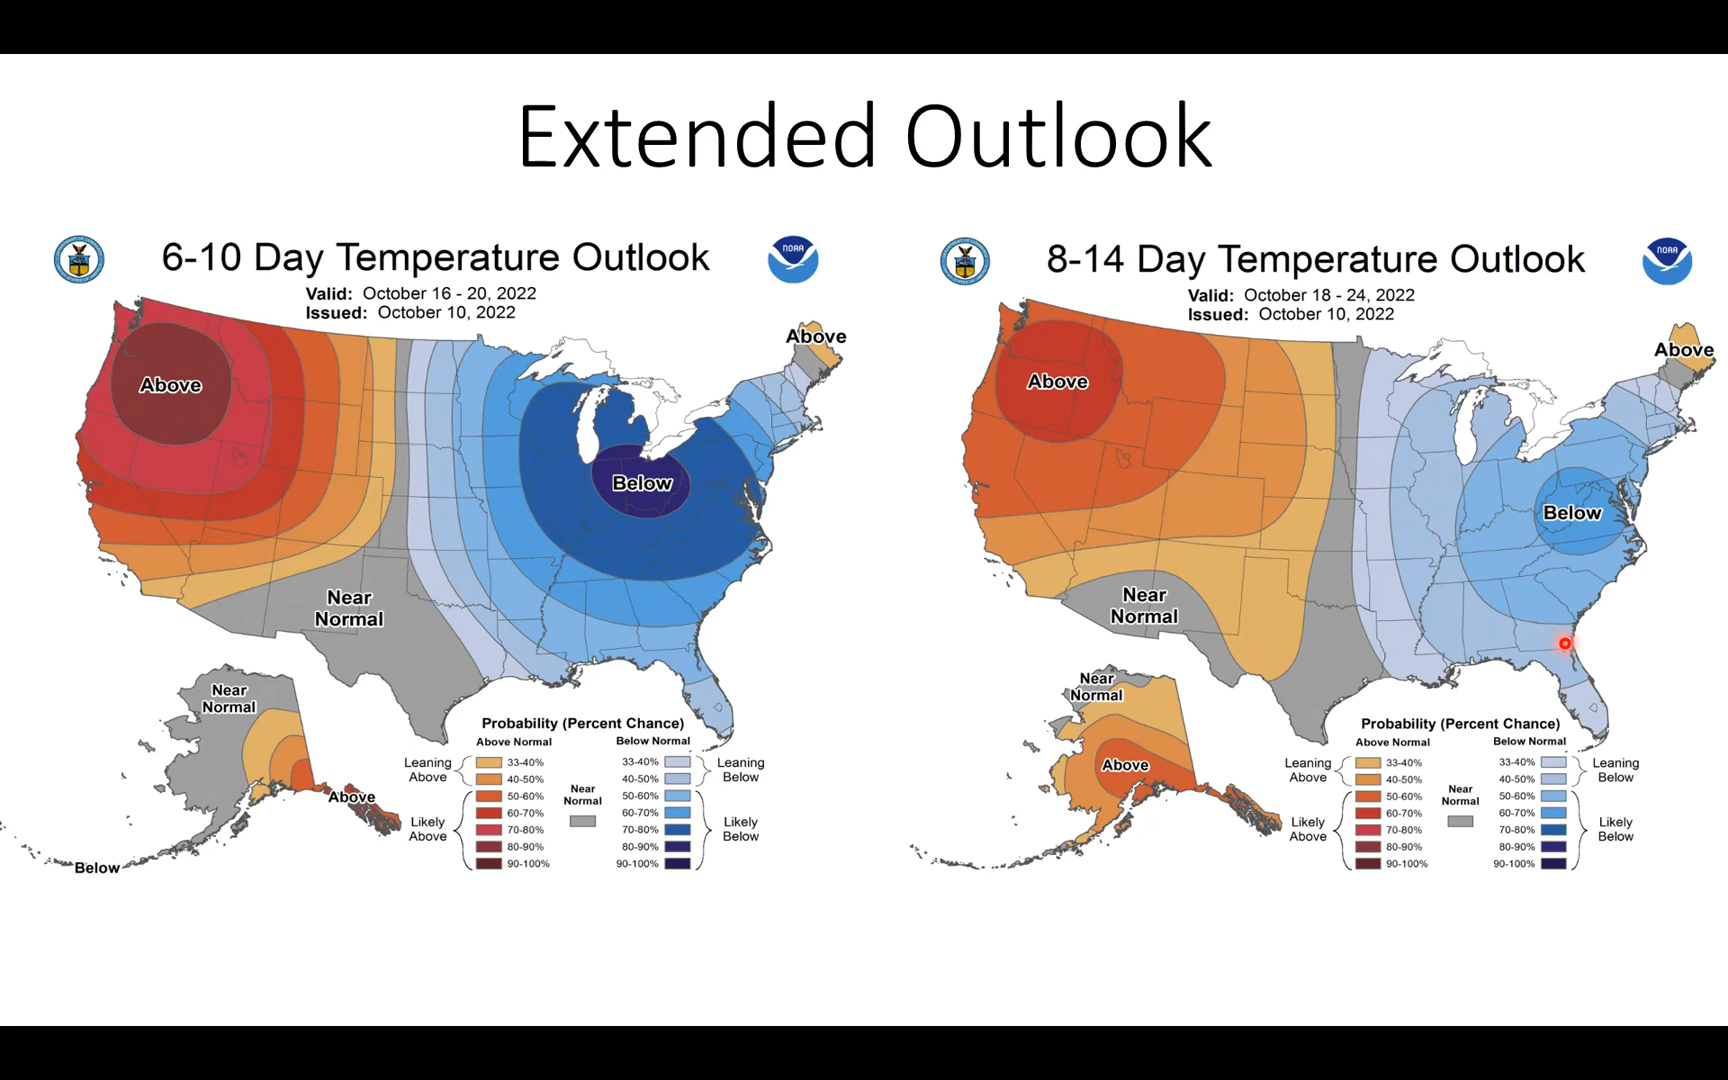 Extended Outlook
6-10 Day Temperature Outlook
NOAA
Valid: October 16 - 20, 2022
Issued: October 10, 2022
Above
Above
Below
Near
Normal
Near
Normal
Above
Below
Probability (Percent Chance)
Above Normal
Below Normal
Leaning
Above
33-40%
40-50%
Likely
Above
50-60%
60-70%
70-80%
80-90%
90-100%
Near
Normal
33-40%
40-50%
Leaning
Below
50-60%
60-70%
70-80%
80-90%
90-100%
Likely
Below
8-14 Day Temperature Outlook
NOAA
Valid: October 18 - 24, 2022
Issued: October 10, 2022
Above
Above
Below
Near
Normal
Near
Normal
Above
Probability (Percent Chance)
Above Normal
Below Normal
Leaning
Above
33-40%
40-50%
Likely
Above
50-60%
60-70%
70-80%
80-90%
90-100%
Near
Normal
33-40%
40-50%
Leaning
Below
50-60%
60-70%
70-80%
80-90%
90-100%
Likely
Below